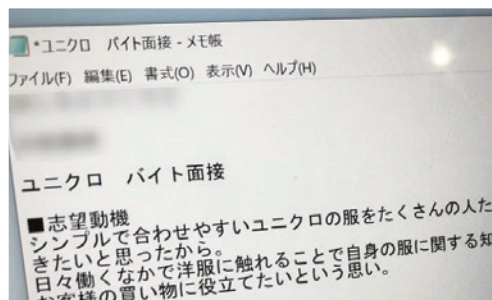 *ユニクロ　バイト面接 - メモ帳
ファイル(F) 編集(E) 書式(O) 表示(V) ヘルプ(H)
ユニクロ　バイト面接
■志望動機
シンプルで合わせやすいユニクロの服をたくさんの人た
きたいと思ったから。
日々働くなかで洋服に触れることで自身の服に関する知
お客様の買い物に役立てたいという思い。